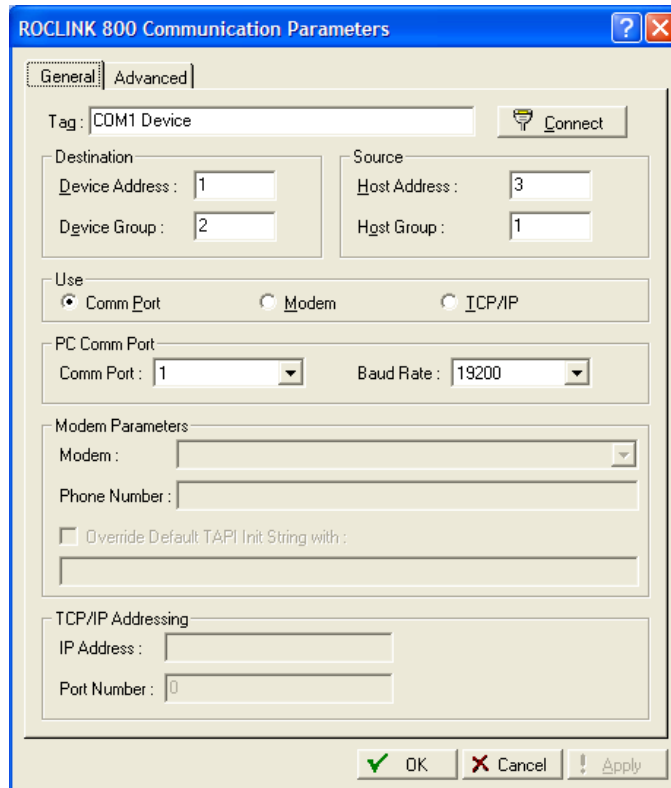 ROCLINK 800 Communication Parameters
General Advanced
Tag : COM1 Device Connect
Destination Source
Device Address : 1 Host Address : 3
Device Group : 2 Host Group : 1
Use
Comm Port Modem TCP/IP
PC Comm Port
Comm Port : 1 Baud Rate : 19200
Modem Parameters
Modem :
Phone Number :
Override Default TAPI Init String with :
TCP/IP Addressing
IP Address :
Port Number : 0
OK Cancel Apply